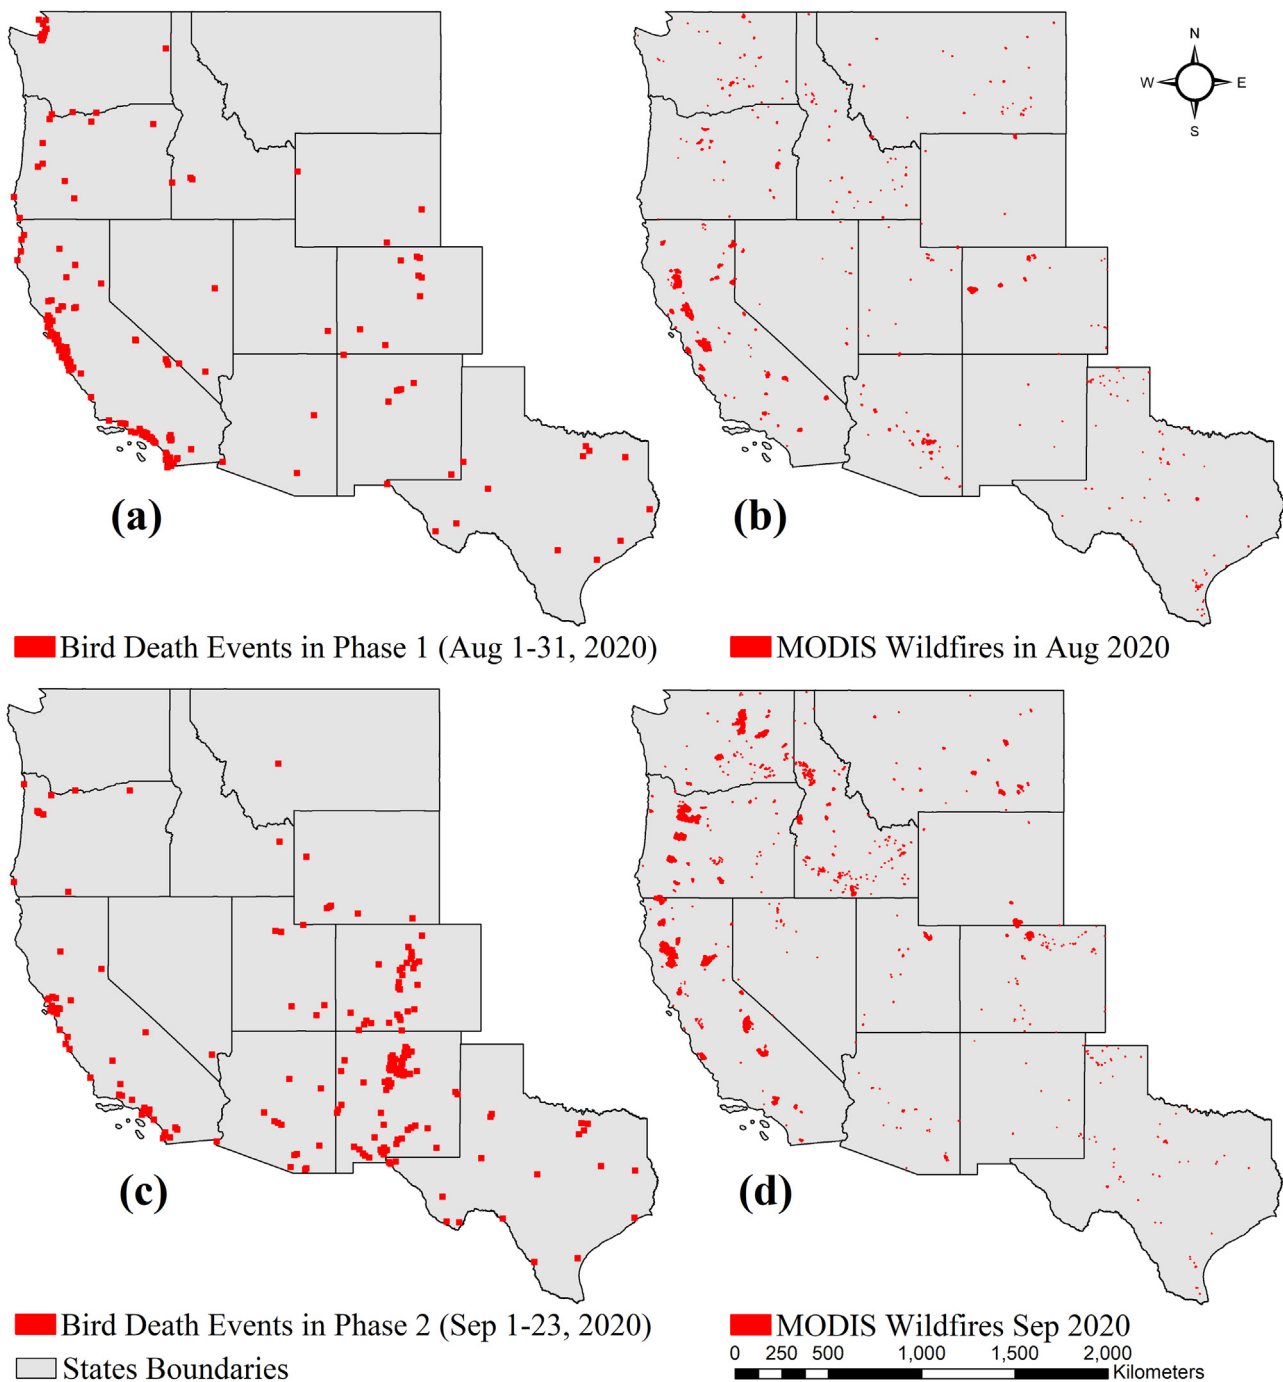 N
W E
S
(a)
(b)
Bird Death Events in Phase 1 (Aug 1-31, 2020)
MODIS Wildfires in Aug 2020
(c)
(d)
Bird Death Events in Phase 2 (Sep 1-23, 2020)
MODIS Wildfires Sep 2020
States Boundaries
0 250 500 1,000 1,500 2,000
Kilometers